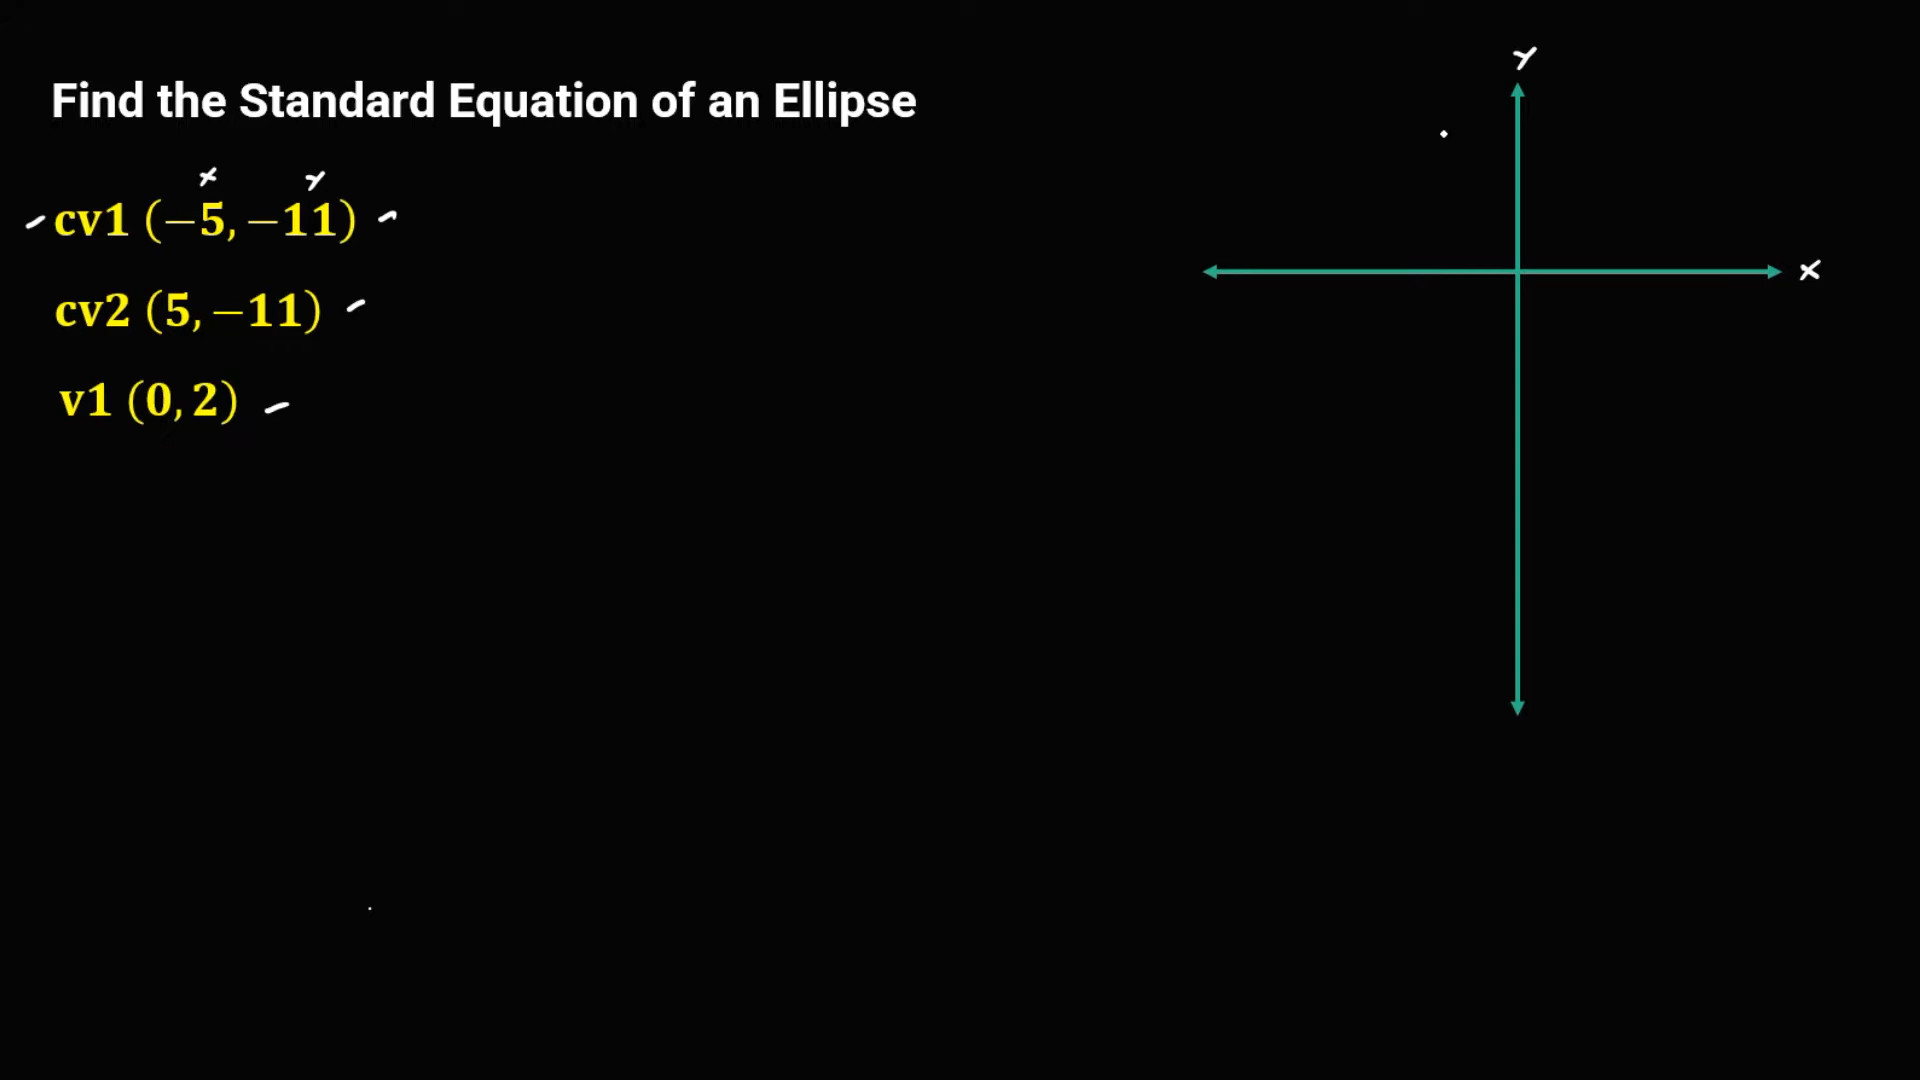 Y
Find the Standard Equation of an Ellipse
x y
cv1 (−5, −11)
x
cv2 (5, −11)
v1 (0, 2)